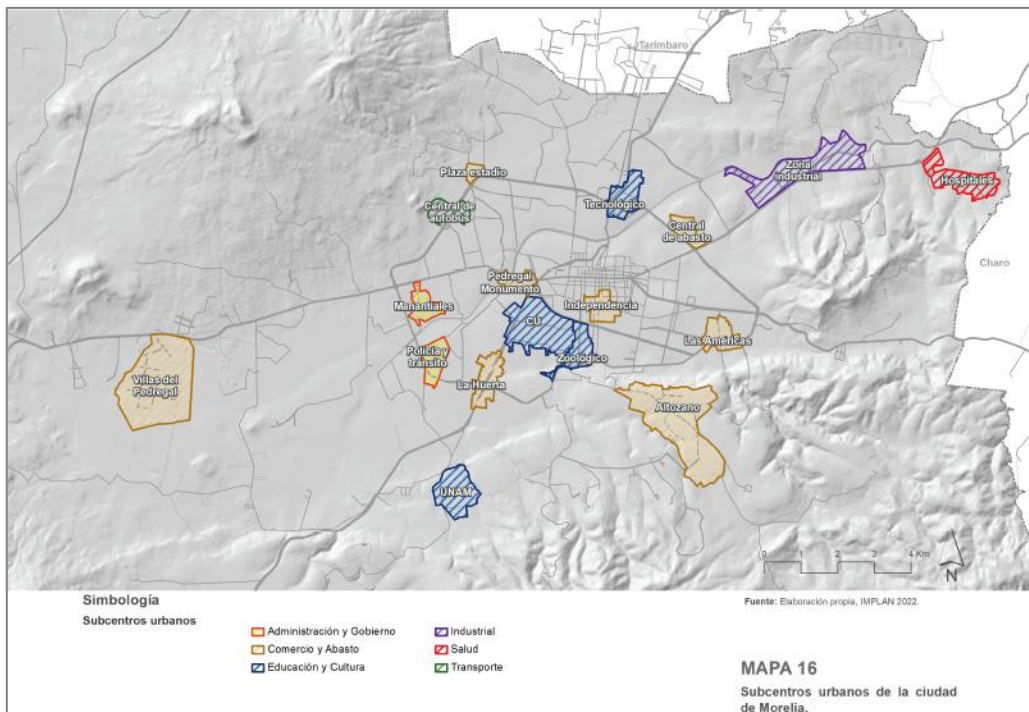 Tarímbaro
Plaza estadio
Zona
industrial
Hospitales
Central de
autobús
Tecnológico
Central
de abasto
Charo
Pedregal
Monumento
Manantiales
Independencia
CU
Las Américas
Policía y
tránsito
Zoológico
La Huerta
Villas del
Pedregal
Altozano
UNAM
0 1 2 3 4 Km
N
Simbología
Subcentros urbanos
Administración y Gobierno
Comercio y Abasto
Educación y Cultura
Industrial
Salud
Transporte
Fuente: Elaboración propia, IMPLAN 2022.
MAPA 16
Subcentros urbanos de la ciudad
de Morelia.